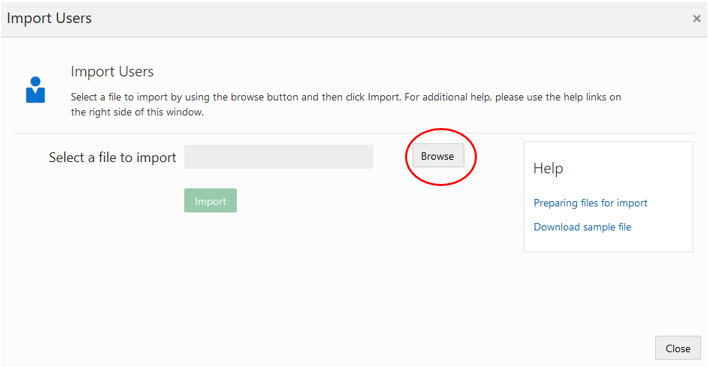 Import Users
Import Users
Select a file to import by using the browse button and then click Import. For additional help, please use the help links on
the right side of this window.
Select a file to import
Browse
Import
Help
Preparing files for import
Download sample file
Close